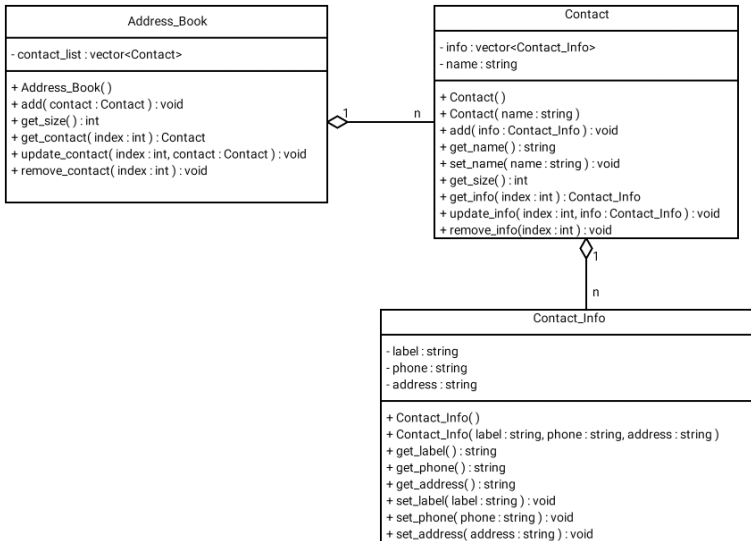 Address_Book
- contact_list : vector<Contact>
+ Address_Book( )
+ add( contact : Contact ) : void
+ get_size( ) : int
+ get_contact( index : int ) : Contact
+ update_contact( index : int, contact : Contact ) : void
+ remove_contact( index : int ) : void
1
n
Contact
- info : vector<Contact_Info>
- name : string
+ Contact( )
+ Contact( name : string )
+ add( info : Contact_Info ) : void
+ get_name( ) : string
+ set_name( name : string ) : void
+ get_size( ) : int
+ get_info( index : int ) : Contact_Info
+ update_info( index : int, info : Contact_Info ) : void
+ remove_info(index : int ) : void
1
n
Contact_Info
- label : string
- phone : string
- address : string
+ Contact_Info( )
+ Contact_Info( label : string, phone : string, address : string )
+ get_label( ) : string
+ get_phone( ) : string
+ get_address( ) : string
+ set_label( label : string ) : void
+ set_phone( phone : string ) : void
+ set_address( address : string ) : void